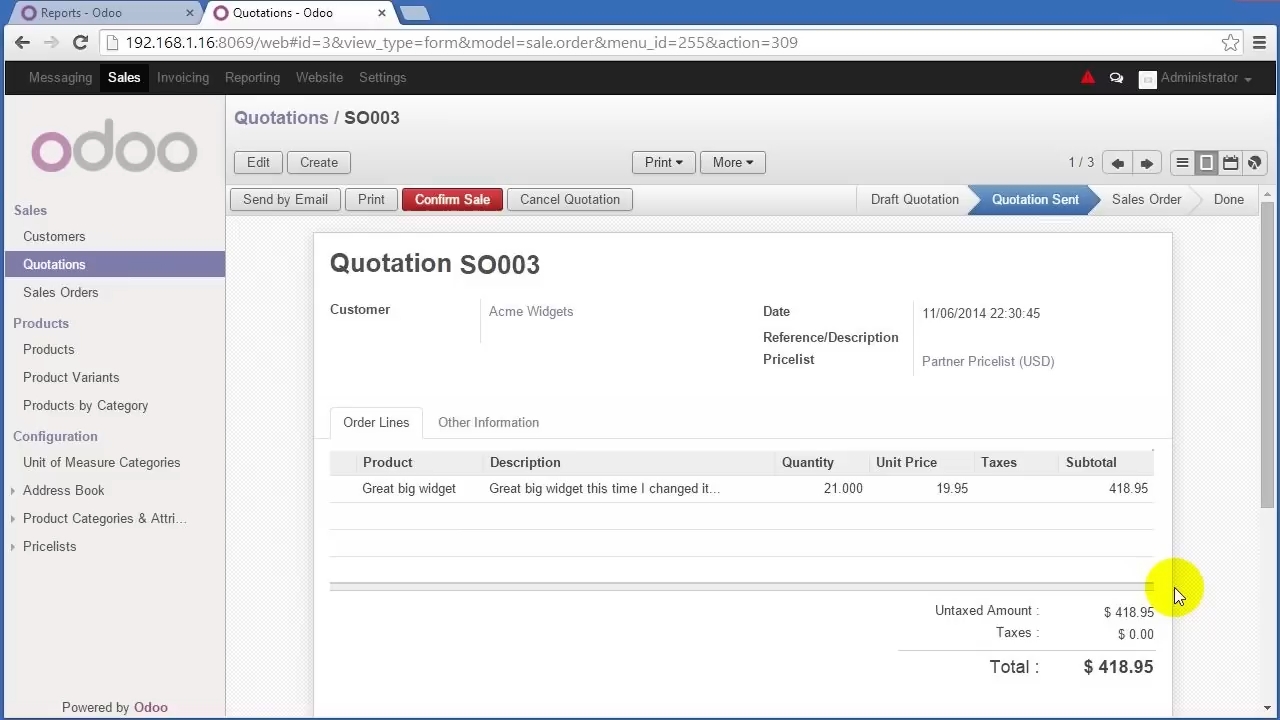 Reports - Odoo
Quotations - Odoo
192.168.1.16:8069/web#id=3&view_type=form&model=sale.order&menu_id=255&action=309
Messaging Sales Invoicing Reporting Website Settings Administrator
odoo
Sales
Customers
Quotations
Sales Orders
Products
Products
Product Variants
Products by Category
Configuration
Unit of Measure Categories
Address Book
Product Categories & Attri...
Pricelists
Powered by Odoo
Quotations / SO003
Edit Create Print More 1 / 3
Send by Email Print Confirm Sale Cancel Quotation Draft Quotation Quotation Sent Sales Order Done
Quotation SO003
Customer Acme Widgets
Date 11/06/2014 22:30:45
Reference/Description
Pricelist Partner Pricelist (USD)
Order Lines Other Information
Product Description Quantity Unit Price Taxes Subtotal
Great big widget Great big widget this time I changed it... 21.000 19.95 418.95
Untaxed Amount : $ 418.95
Taxes : $ 0.00
Total : $ 418.95